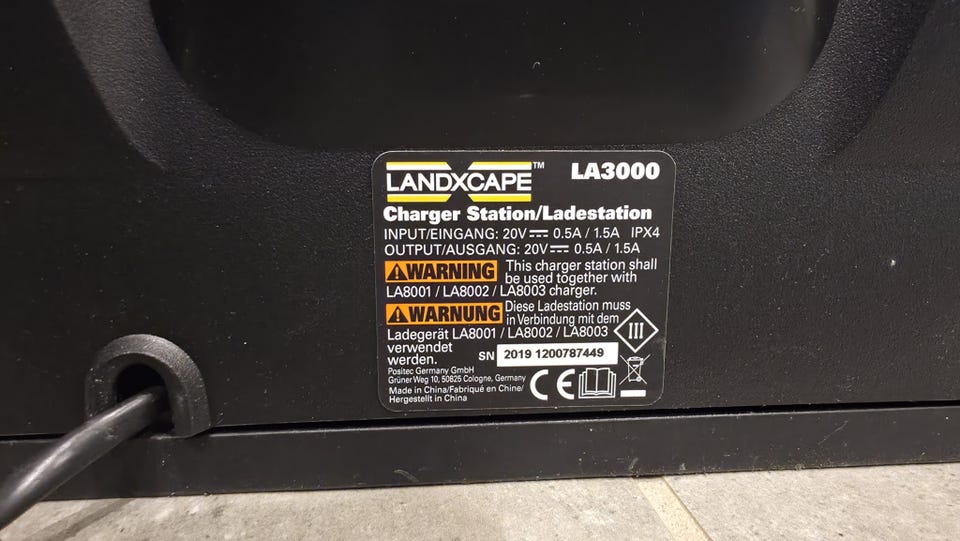 LANDXCAPE™ LA3000
Charger Station/Ladestation
INPUT/EINGANG: 20V⎓ 0.5A / 1.5A IPX4
OUTPUT/AUSGANG: 20V⎓ 0.5A / 1.5A
WARNING This charger station shall
be used together with
LA8001 / LA8002 / LA8003 charger.
WARNUNG Diese Ladestation muss
in Verbindung mit dem
Ladegerät LA8001 / LA8002 / LA8003
verwendet
werden.
SN 2019 1200787449
Positec Germany GmbH
Grüner Weg 10, 50825 Cologne, Germany
Made in China/Fabriqué en Chine/
Hergestellt in China
CE
III